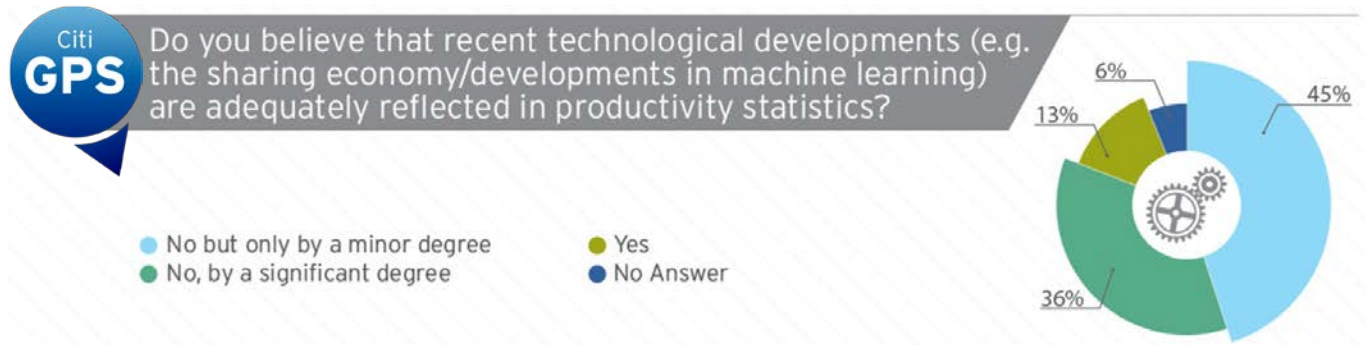 Citi
GPS
Do you believe that recent technological developments (e.g.
the sharing economy/developments in machine learning)
are adequately reflected in productivity statistics?
6%
45%
13%
36%
No but only by a minor degree
Yes
No, by a significant degree
No Answer